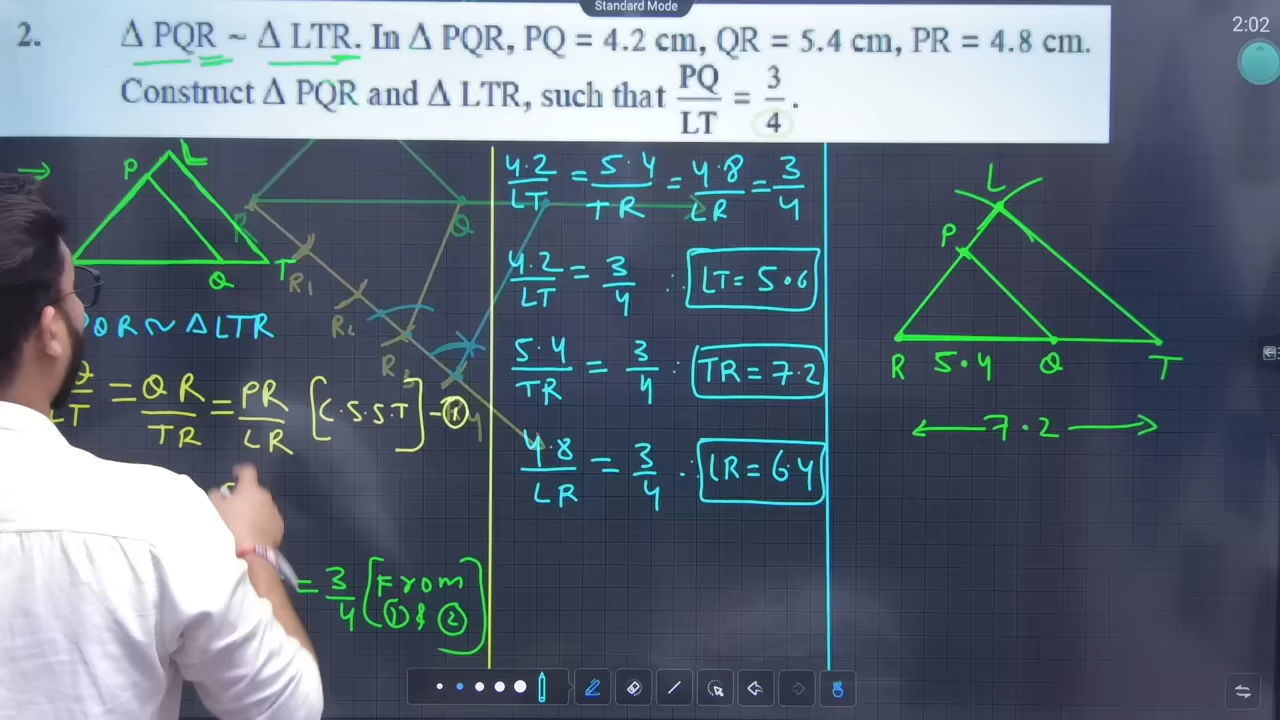 Standard Mode
2:02
2. Δ PQR ~ Δ LTR. In Δ PQR, PQ = 4.2 cm, QR = 5.4 cm, PR = 4.8 cm.
Construct Δ PQR and Δ LTR, such that PQ/LT = 3/4.
P L
Q T
PQR ~ Δ LTR
LT = QR/TR = PR/LR [C.S.S.T] - ①
= 3/4 [From ① & ②]
R Q
R1
R2
R3
4.2/LT = 5.4/TR = 4.8/LR = 3/4
4.2/LT = 3/4 ∴ LT = 5.6
5.4/TR = 3/4 ∴ TR = 7.2
4.8/LR = 3/4 ∴ LR = 6.4
L
P
R 5.4 Q T
7.2